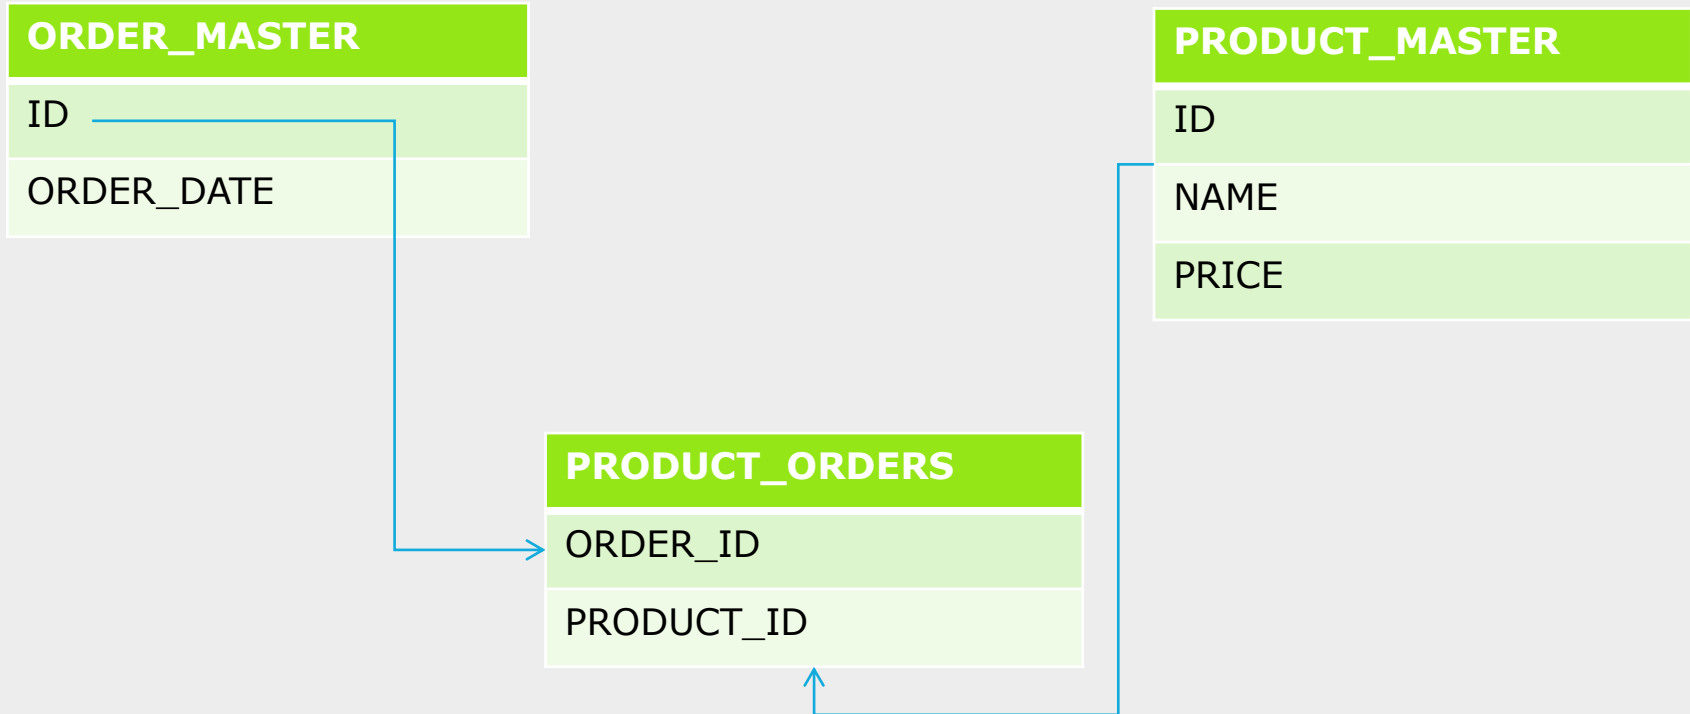 ORDER_MASTER
ID
ORDER_DATE
PRODUCT_MASTER
ID
NAME
PRICE
PRODUCT_ORDERS
ORDER_ID
PRODUCT_ID